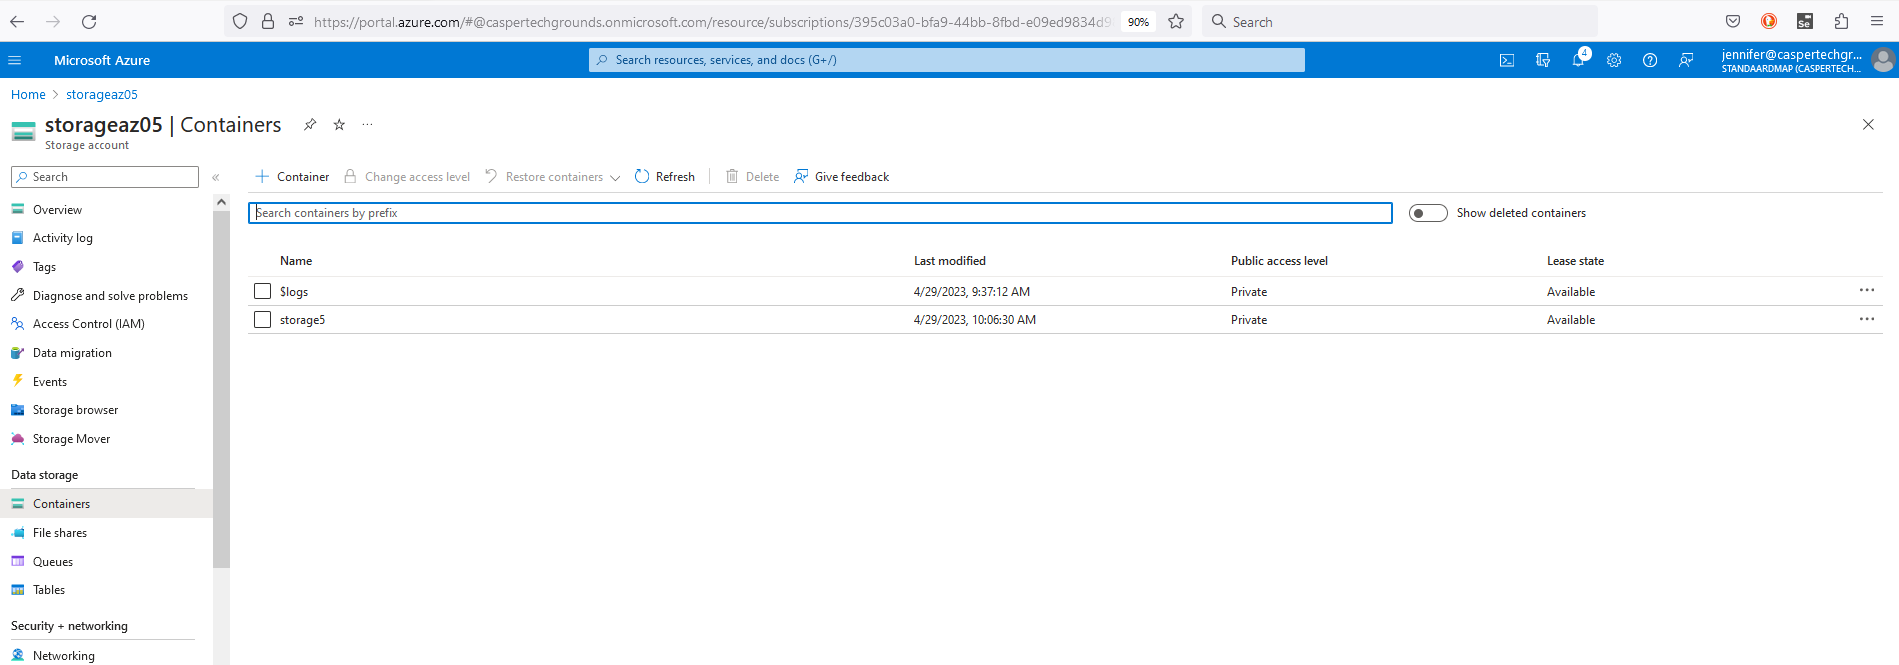 https://portal.azure.com/#@caspertechgrounds.onmicrosoft.com/resource/subscriptions/395c03a0-bfa9-44bb-8fbd-e09ed9834d9 90% Search
Microsoft Azure Search resources, services, and docs (G+/) 4 jennifer@caspertechgr...
STANDAARDMAP (CASPERTECH...
Home > storageaz05
storageaz05 | Containers ...
Storage account
Search «
+ Container Change access level Restore containers Refresh Delete Give feedback
Search containers by prefix Show deleted containers
Name Last modified Public access level Lease state
$logs 4/29/2023, 9:37:12 AM Private Available ...
storage5 4/29/2023, 10:06:30 AM Private Available ...
Overview
Activity log
Tags
Diagnose and solve problems
Access Control (IAM)
Data migration
Events
Storage browser
Storage Mover
Data storage
Containers
File shares
Queues
Tables
Security + networking
Networking